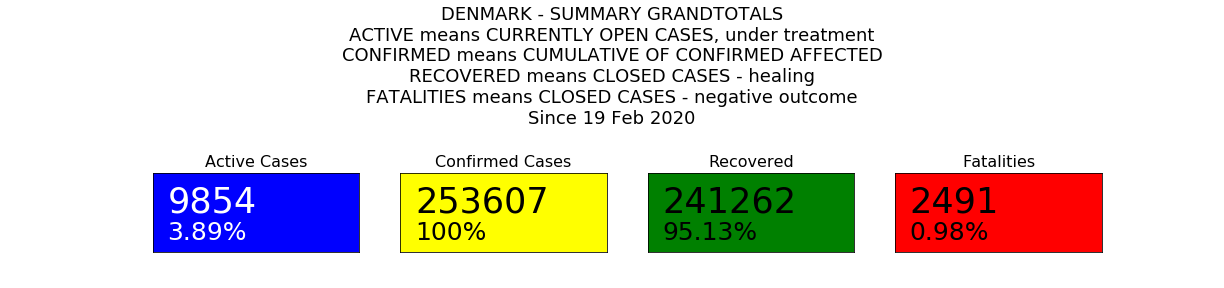 DENMARK - SUMMARY GRANDTOTALS
ACTIVE means CURRENTLY OPEN CASES, under treatment
CONFIRMED means CUMULATIVE OF CONFIRMED AFFECTED
RECOVERED means CLOSED CASES - healing
FATALITIES means CLOSED CASES - negative outcome
Since 19 Feb 2020
Active Cases
9854
3.89%
Confirmed Cases
253607
100%
Recovered
241262
95.13%
Fatalities
2491
0.98%